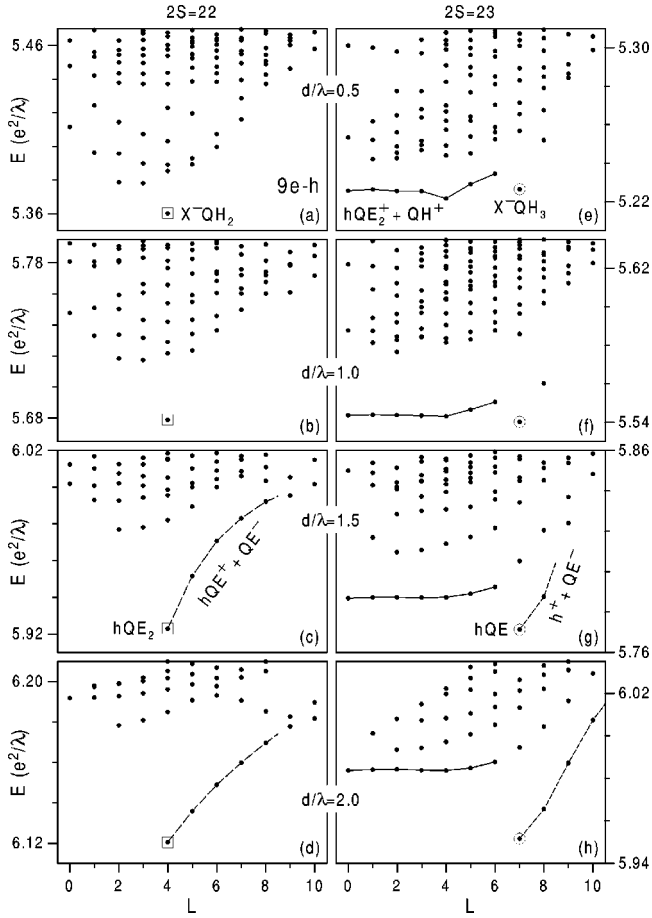 2S=22
2S=23
E (e²/λ)
5.46
5.36
d/λ=0.5
9e-h
X⁻QH₂
(a)
5.30
5.22
hQE₂⁺+QH⁺
X⁻QH₃
(e)
E (e²/λ)
5.78
5.68
d/λ=1.0
(b)
5.62
5.54
(f)
E (e²/λ)
6.02
5.92
d/λ=1.5
hQE₂
hQE⁺+QE⁻
(c)
5.86
5.76
hQE
h⁺+QE⁻
(g)
E (e²/λ)
6.20
6.12
d/λ=2.0
(d)
6.02
5.94
(h)
0 2 4 6 8 10
0 2 4 6 8 10
L
L